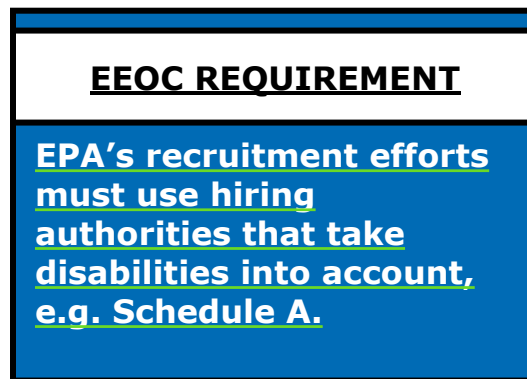 EEOC REQUIREMENT
EPA’s recruitment efforts
must use hiring
authorities that take
disabilities into account,
e.g. Schedule A.